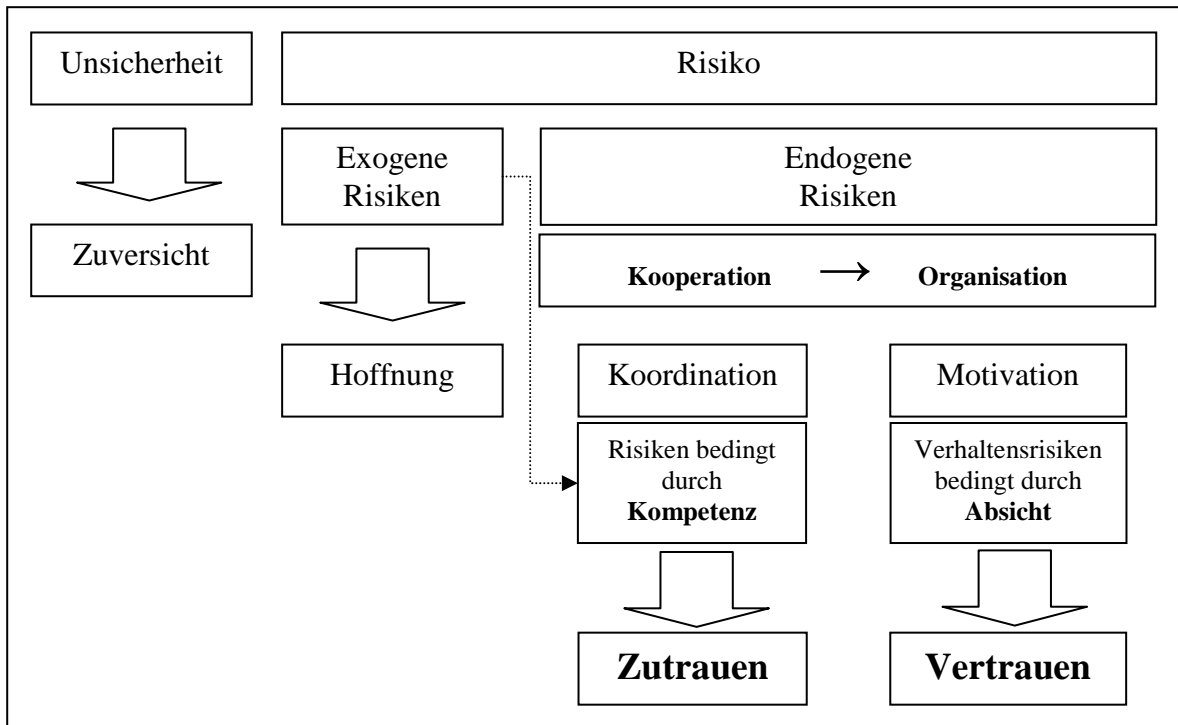 Unsicherheit
Risiko
Exogene
Risiken
Endogene
Risiken
Zuversicht
Kooperation → Organisation
Hoffnung
Koordination
Motivation
Risiken bedingt
durch
Kompetenz
Verhaltensrisiken
bedingt durch
Absicht
Zutrauen
Vertrauen